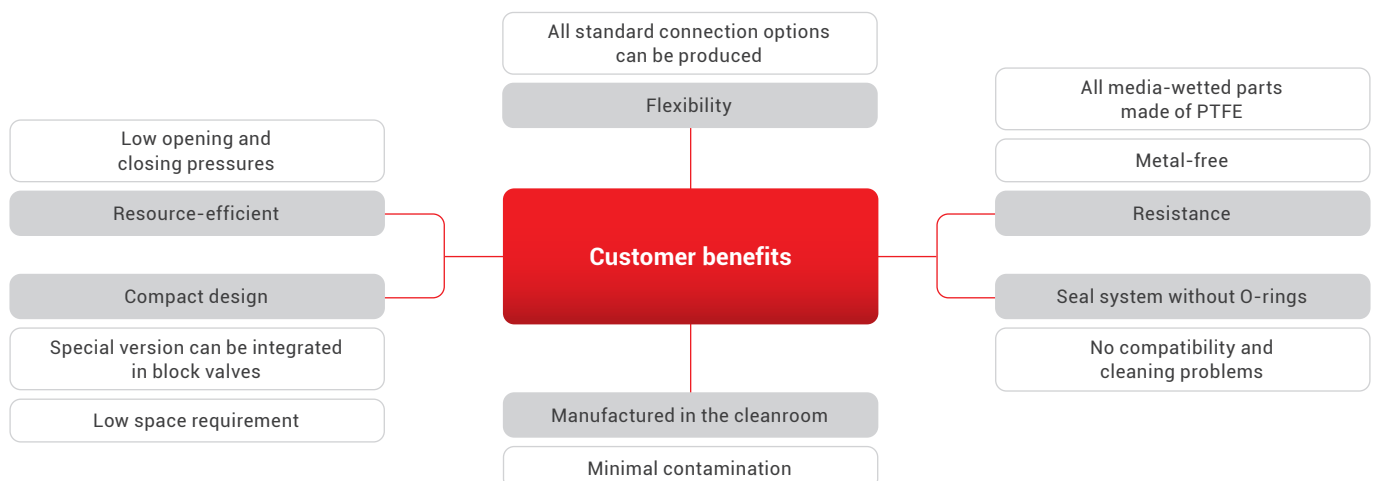 All standard connection options
can be produced
Flexibility
Low opening and
closing pressures
Resource-efficient
Compact design
Special version can be integrated
in block valves
Low space requirement
Customer benefits
All media-wetted parts
made of PTFE
Metal-free
Resistance
Seal system without O-rings
No compatibility and
cleaning problems
Manufactured in the cleanroom
Minimal contamination